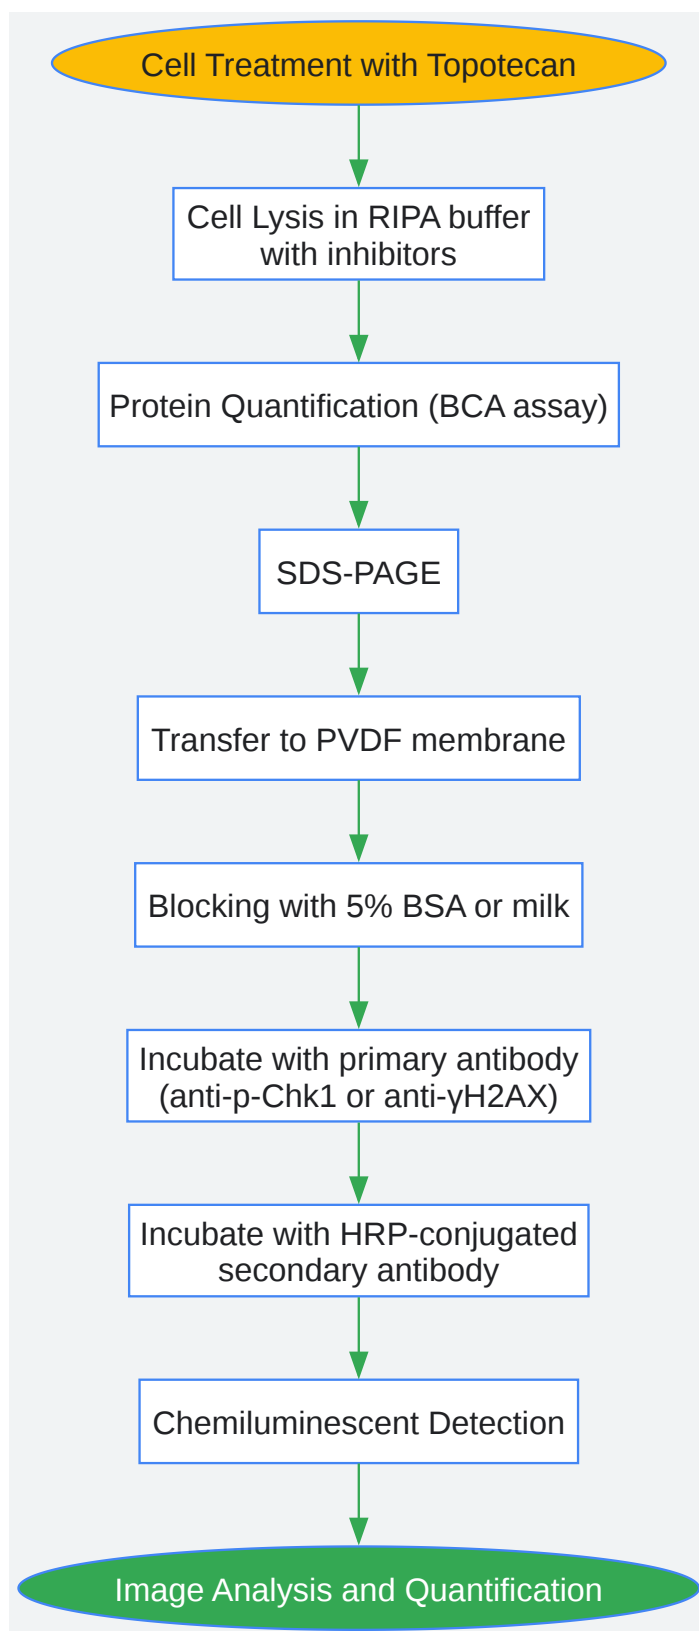 Cell Treatment with Topotecan
Cell Lysis in RIPA buffer
with inhibitors
Protein Quantification (BCA assay)
SDS-PAGE
Transfer to PVDF membrane
Blocking with 5% BSA or milk
Incubate with primary antibody
(anti-p-Chk1 or anti-γH2AX)
Incubate with HRP-conjugated
secondary antibody
Chemiluminescent Detection
Image Analysis and Quantification